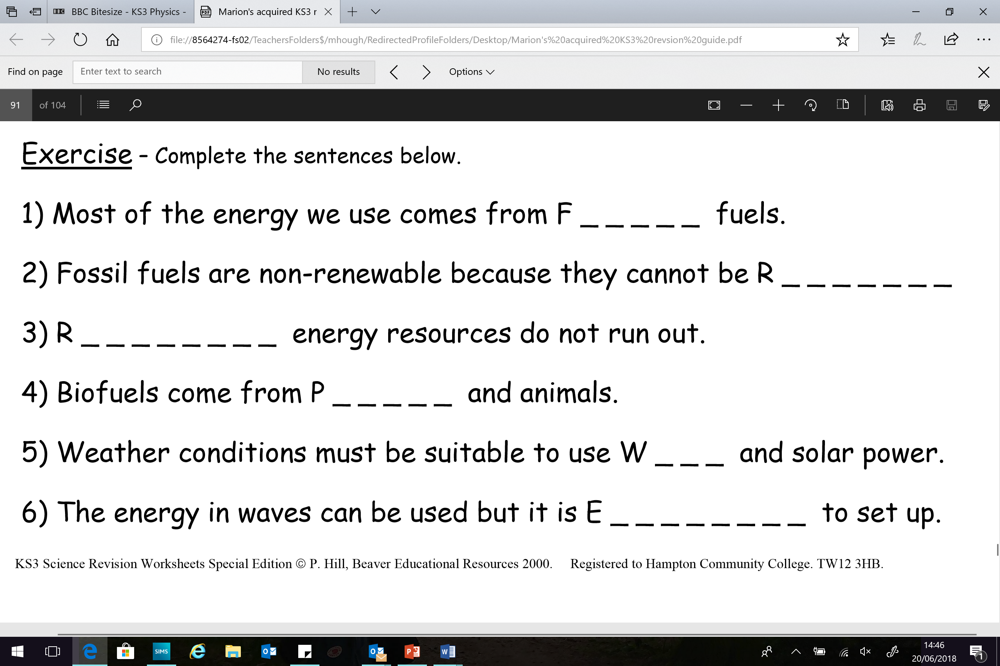 BBC Bitesize - KS3 Physics -
Marion's acquired KS3 r
file://8564274-fs02/TeachersFolders$/mhough/RedirectedProfileFolders/Desktop/Marion's%20acquired%20KS3%20revsion%20guide.pdf
Find on page
Enter text to search
No results
Options
91 of 104
Exercise - Complete the sentences below.
1) Most of the energy we use comes from F _ _ _ _ _ fuels.
2) Fossil fuels are non-renewable because they cannot be R _ _ _ _ _ _ _
3) R _ _ _ _ _ _ _ _ energy resources do not run out.
4) Biofuels come from P _ _ _ _ _ and animals.
5) Weather conditions must be suitable to use W _ _ _ and solar power.
6) The energy in waves can be used but it is E _ _ _ _ _ _ _ _ to set up.
KS3 Science Revision Worksheets Special Edition © P. Hill, Beaver Educational Resources 2000. Registered to Hampton Community College. TW12 3HB.
SIMS
14:46
20/06/2018
1